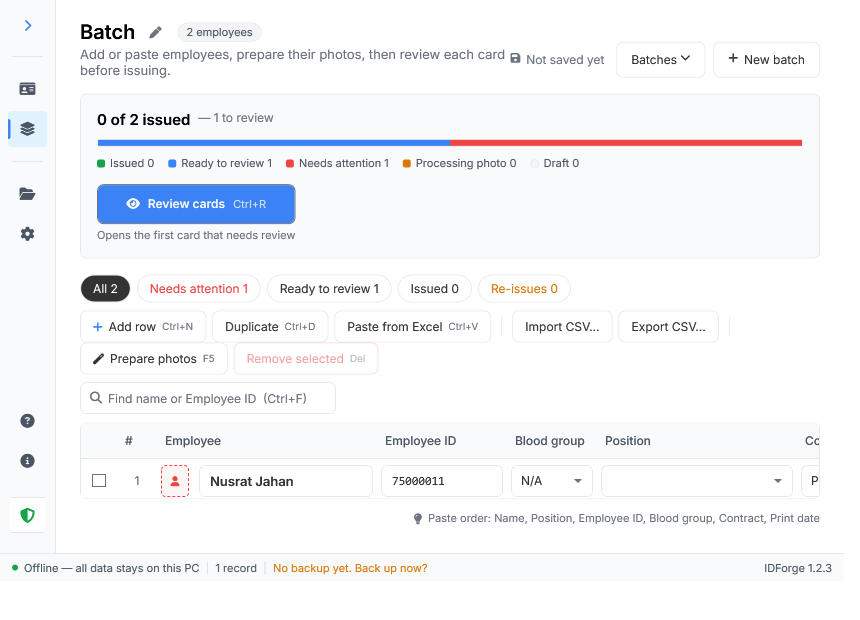 Batch
2 employees
Add or paste employees, prepare their photos, then review each card
before issuing.
Not saved yet
Batches
+ New batch
0 of 2 issued — 1 to review
Issued 0 Ready to review 1 Needs attention 1 Processing photo 0 Draft 0
Review cards Ctrl+R
Opens the first card that needs review
All 2 Needs attention 1 Ready to review 1 Issued 0 Re-issues 0
+ Add row Ctrl+N Duplicate Ctrl+D Paste from Excel Ctrl+V Import CSV... Export CSV...
Prepare photos F5 Remove selected Del
Find name or Employee ID (Ctrl+F)
# Employee Employee ID Blood group Position Co
1 Nusrat Jahan 75000011 N/A P
Paste order: Name, Position, Employee ID, Blood group, Contract, Print date
Offline — all data stays on this PC 1 record No backup yet. Back up now? IDForge 1.2.3